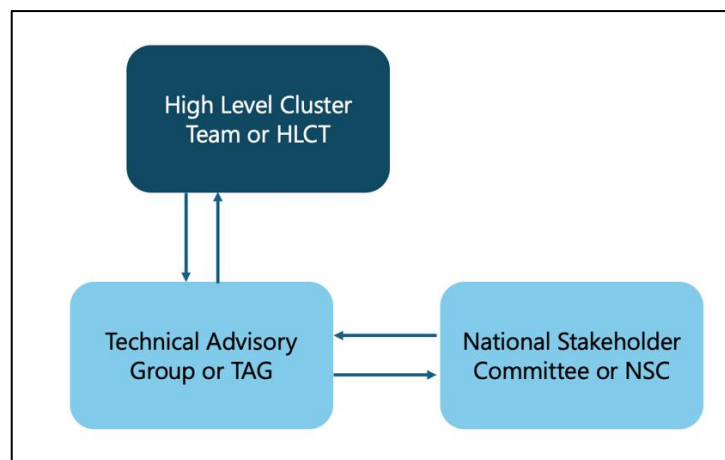 High Level Cluster
Team or HLCT
Technical Advisory
Group or TAG
National Stakeholder
Committee or NSC